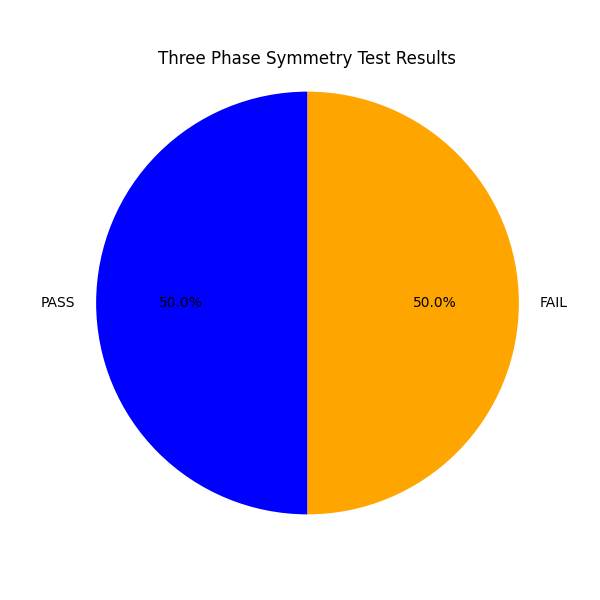 Three Phase Symmetry Test Results
PASS
50.0%
50.0%
FAIL